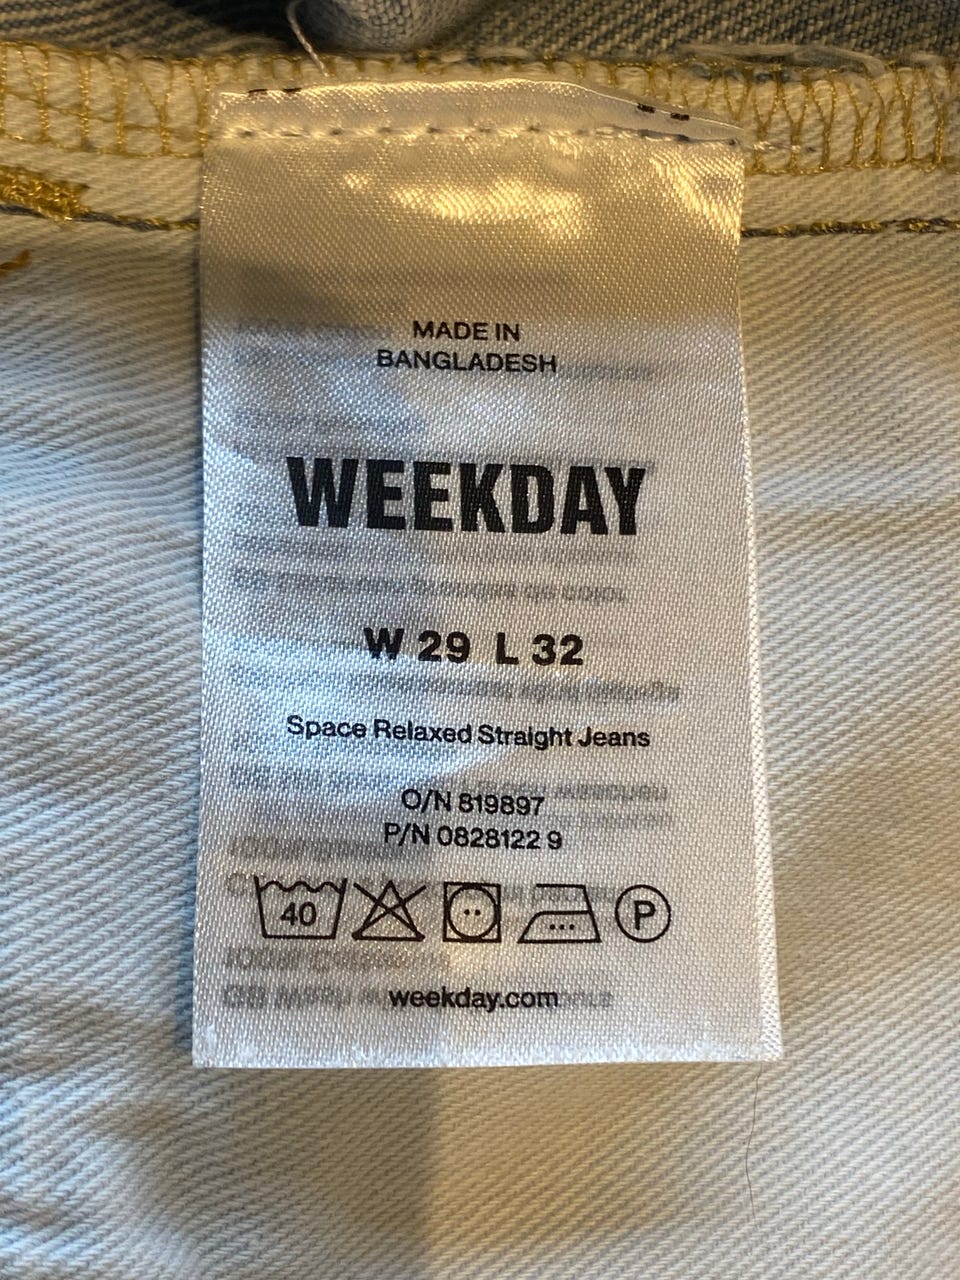 MADE IN
BANGLADESH
WEEKDAY
W 29 L 32
Space Relaxed Straight Jeans
O/N 819897
P/N 0828122 9
40
P
weekday.com